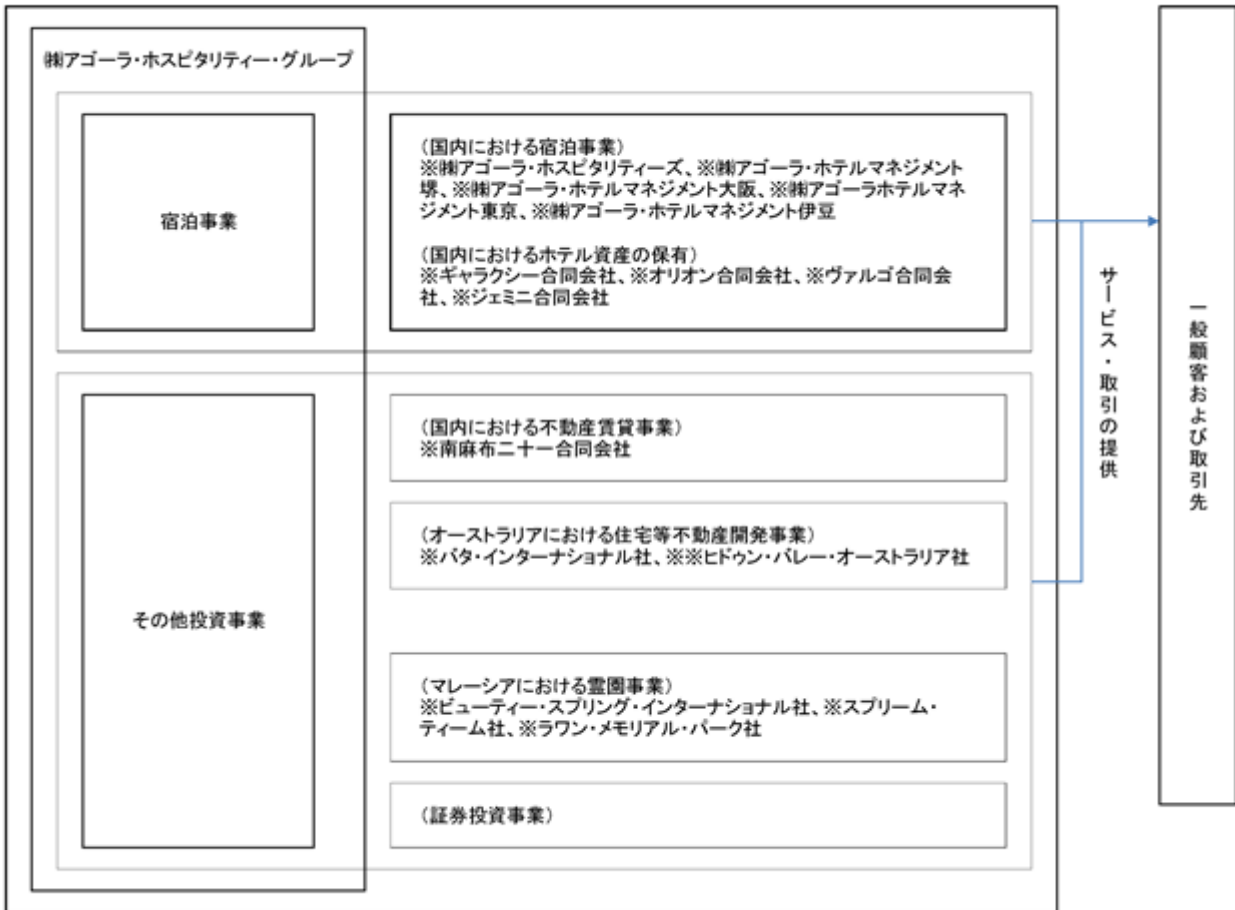 ㈱アゴーラ・ホスピタリティー・グループ
宿泊事業
(国内における宿泊事業)
※㈱アゴーラ・ホスピタリティーズ、※㈱アゴーラ・ホテルマネジメント
堺、※㈱アゴーラ・ホテルマネジメント大阪、※㈱アゴーラホテルマネ
ジメント東京、※㈱アゴーラ・ホテルマネジメント伊豆
(国内におけるホテル資産の保有)
※ギャラクシー合同会社、※オリオン合同会社、※ヴァルゴ合同会
社、※ジェミニ合同会社
その他投資事業
(国内における不動産賃貸事業)
※南麻布二十一合同会社
(オーストラリアにおける住宅等不動産開発事業)
※バタ・インターナショナル社、※※ヒドゥン・バレー・オーストラリア社
(マレーシアにおける霊園事業)
※ビューティー・スプリング・インターナショナル社、※スプリーム・
ティーム社、※ラワン・メモリアル・パーク社
(証券投資事業)
サービス・取引の提供
一般顧客および取引先